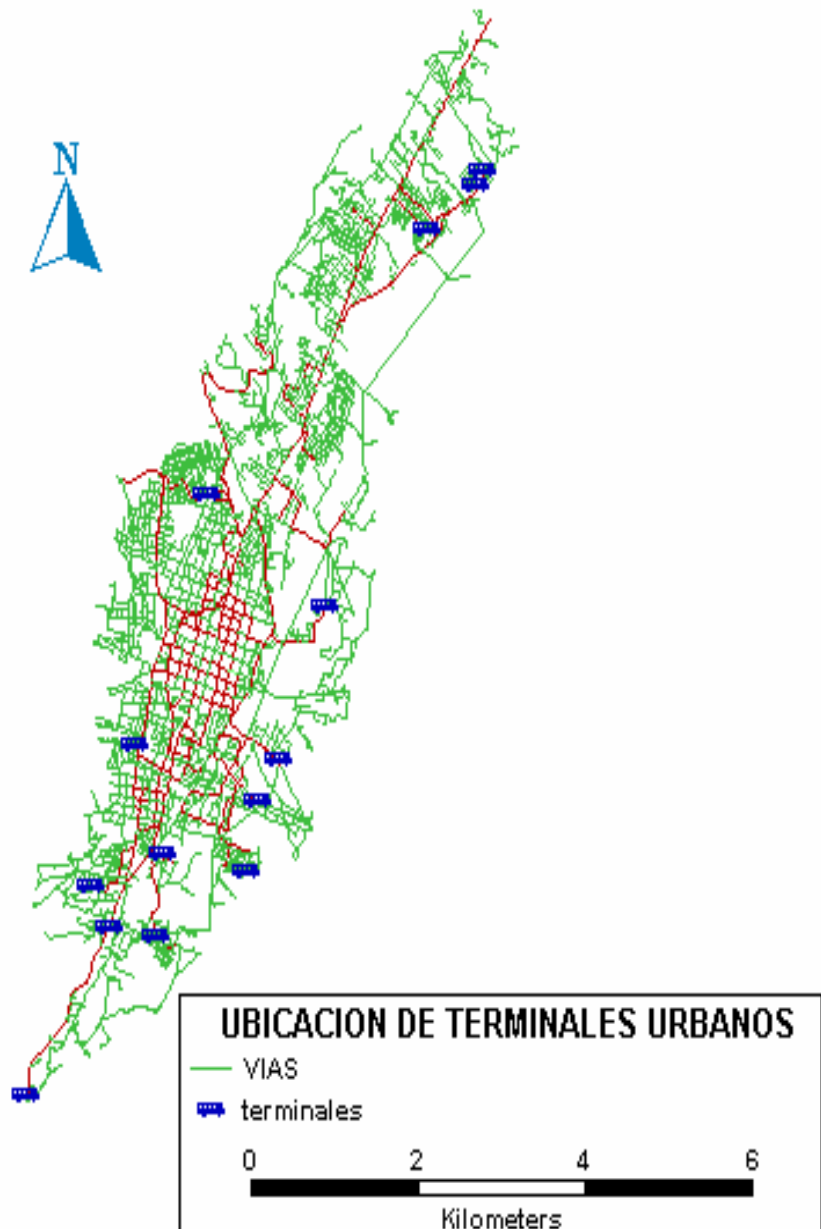 N
UBICACION DE TERMINALES URBANOS
VIAS
terminales
0 2 4 6
Kilometers